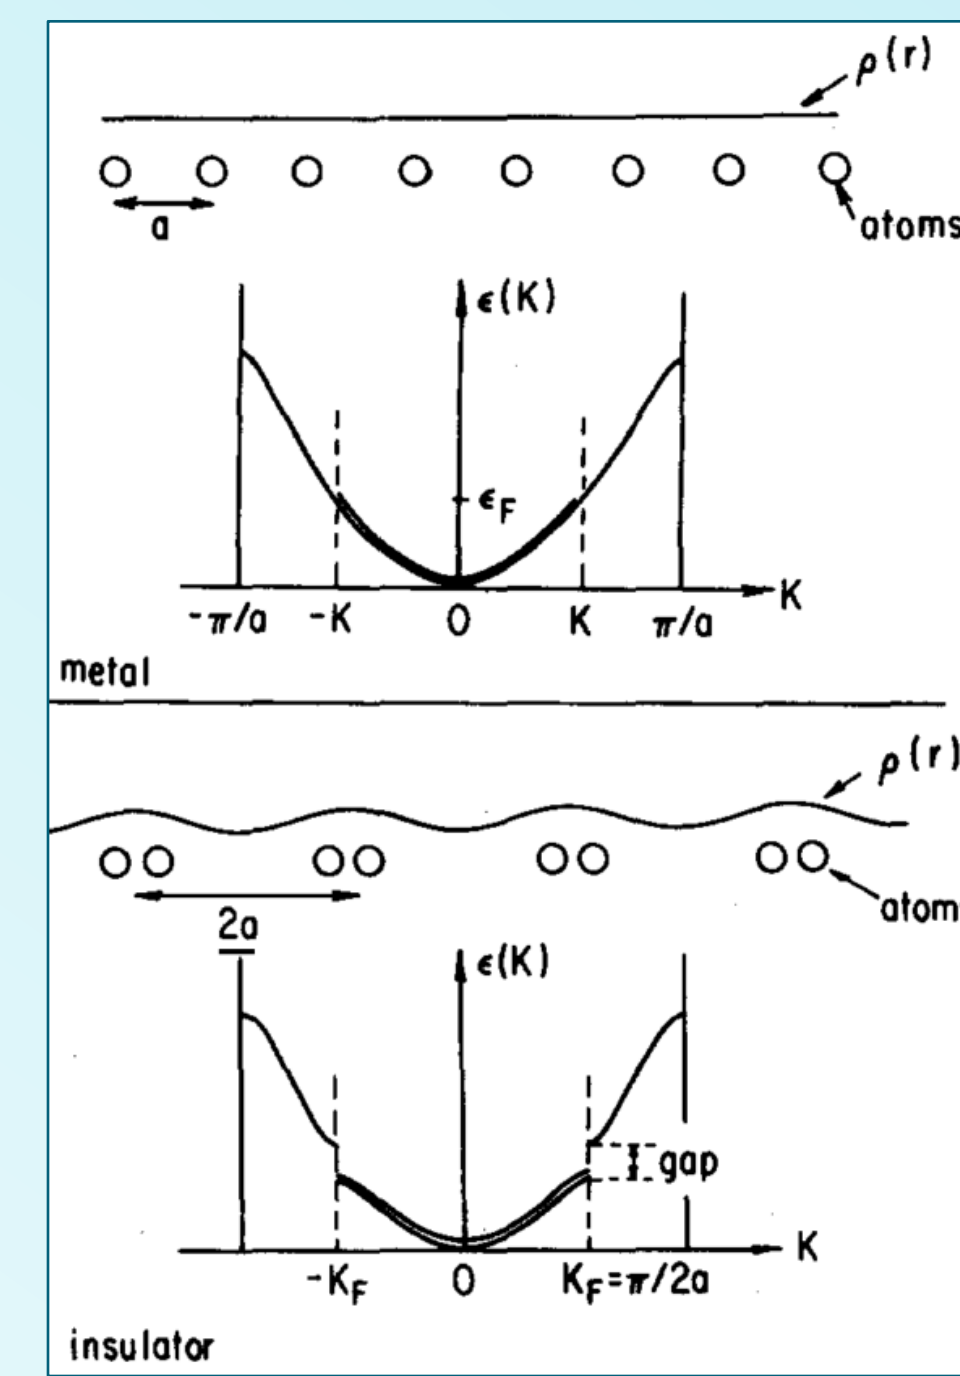 ρ(r)
a
atoms
ϵ(K)
ϵF
-π/a -K 0 K π/a K
metal
ρ(r)
atom
2a
ϵ(K)
gap
-KF 0 KF=π/2a K
insulator